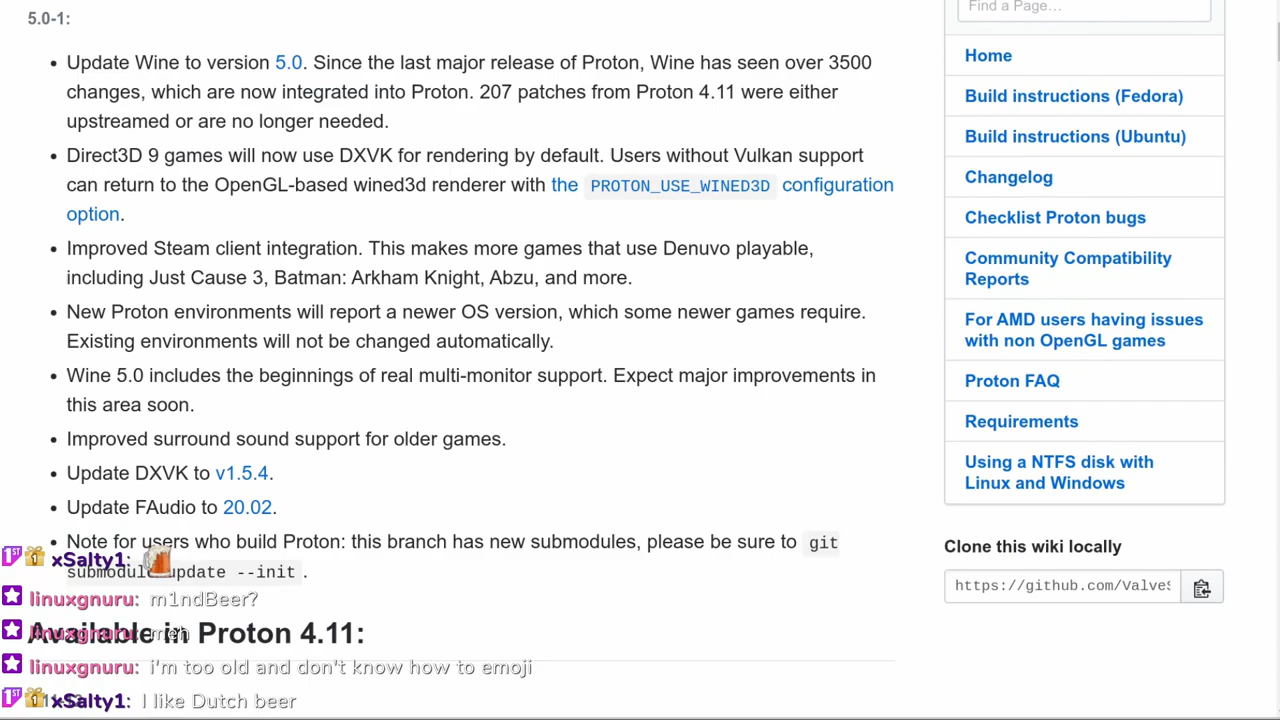 5.0-1:
Update Wine to version 5.0. Since the last major release of Proton, Wine has seen over 3500
changes, which are now integrated into Proton. 207 patches from Proton 4.11 were either
upstreamed or are no longer needed.
Direct3D 9 games will now use DXVK for rendering by default. Users without Vulkan support
can return to the OpenGL-based wined3d renderer with the PROTON_USE_WINED3D configuration
option.
Improved Steam client integration. This makes more games that use Denuvo playable,
including Just Cause 3, Batman: Arkham Knight, Abzu, and more.
New Proton environments will report a newer OS version, which some newer games require.
Existing environments will not be changed automatically.
Wine 5.0 includes the beginnings of real multi-monitor support. Expect major improvements in
this area soon.
Improved surround sound support for older games.
Update DXVK to v1.5.4.
Update FAudio to 20.02.
Note for users who build Proton: this branch has new submodules, please be sure to git
submodule update --init.
Available in Proton 4.11:
Find a Page…
Home
Build instructions (Fedora)
Build instructions (Ubuntu)
Changelog
Checklist Proton bugs
Community Compatibility
Reports
For AMD users having issues
with non OpenGL games
Proton FAQ
Requirements
Using a NTFS disk with
Linux and Windows
Clone this wiki locally
https://github.com/ValveS
1ST 1 xSalty1:
linuxgnuru: m1ndBeer?
linuxgnuru: meh
linuxgnuru: i'm too old and don't know how to emoji
1ST 1 xSalty1: I like Dutch beer